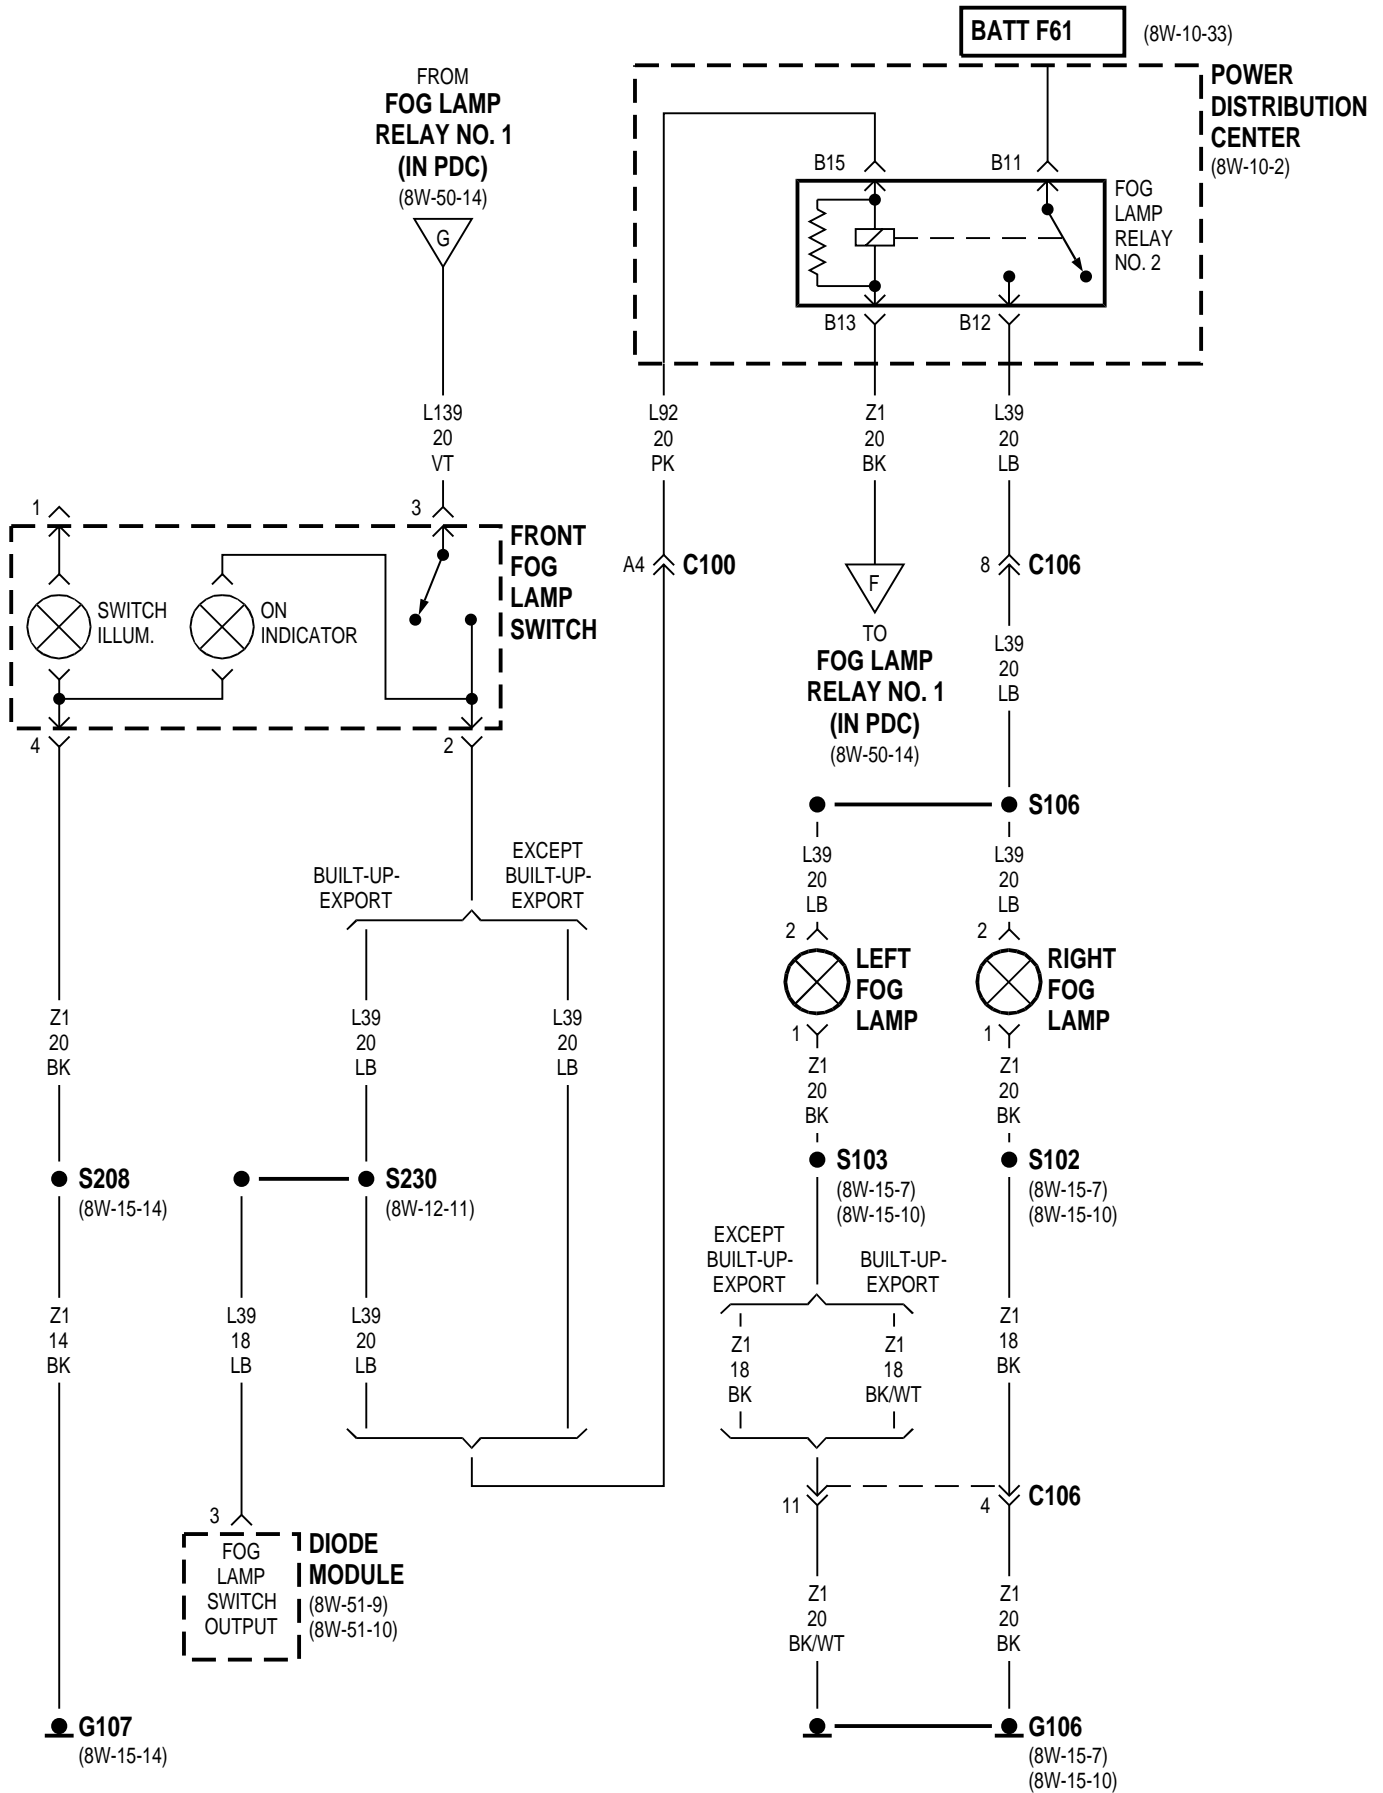 BATT F61
(8W-10-33)
POWER
DISTRIBUTION
CENTER
(8W-10-2)
FROM
FOG LAMP
RELAY NO. 1
(IN PDC)
(8W-50-14)
G
B15
B11
FOG
LAMP
RELAY
NO. 2
B13
B12
L139
20
VT
L92
20
PK
Z1
20
BK
L39
20
LB
1
3
FRONT
FOG
LAMP
SWITCH
SWITCH
ILLUM.
ON
INDICATOR
4
2
A4
C100
F
TO
FOG LAMP
RELAY NO. 1
(IN PDC)
(8W-50-14)
8
C106
L39
20
LB
S106
L39
20
LB
L39
20
LB
BUILT-UP-
EXPORT
EXCEPT
BUILT-UP-
EXPORT
2
LEFT
FOG
LAMP
1
2
RIGHT
FOG
LAMP
1
Z1
20
BK
L39
20
LB
L39
20
LB
Z1
20
BK
Z1
20
BK
S208
(8W-15-14)
S230
(8W-12-11)
S103
(8W-15-7)
(8W-15-10)
S102
(8W-15-7)
(8W-15-10)
EXCEPT
BUILT-UP-
EXPORT
BUILT-UP-
EXPORT
Z1
14
BK
L39
18
LB
L39
20
LB
Z1
18
BK
Z1
18
BK/WT
Z1
18
BK
11
4
C106
3
FOG
LAMP
SWITCH
OUTPUT
DIODE
MODULE
(8W-51-9)
(8W-51-10)
Z1
20
BK/WT
Z1
20
BK
G107
(8W-15-14)
G106
(8W-15-7)
(8W-15-10)